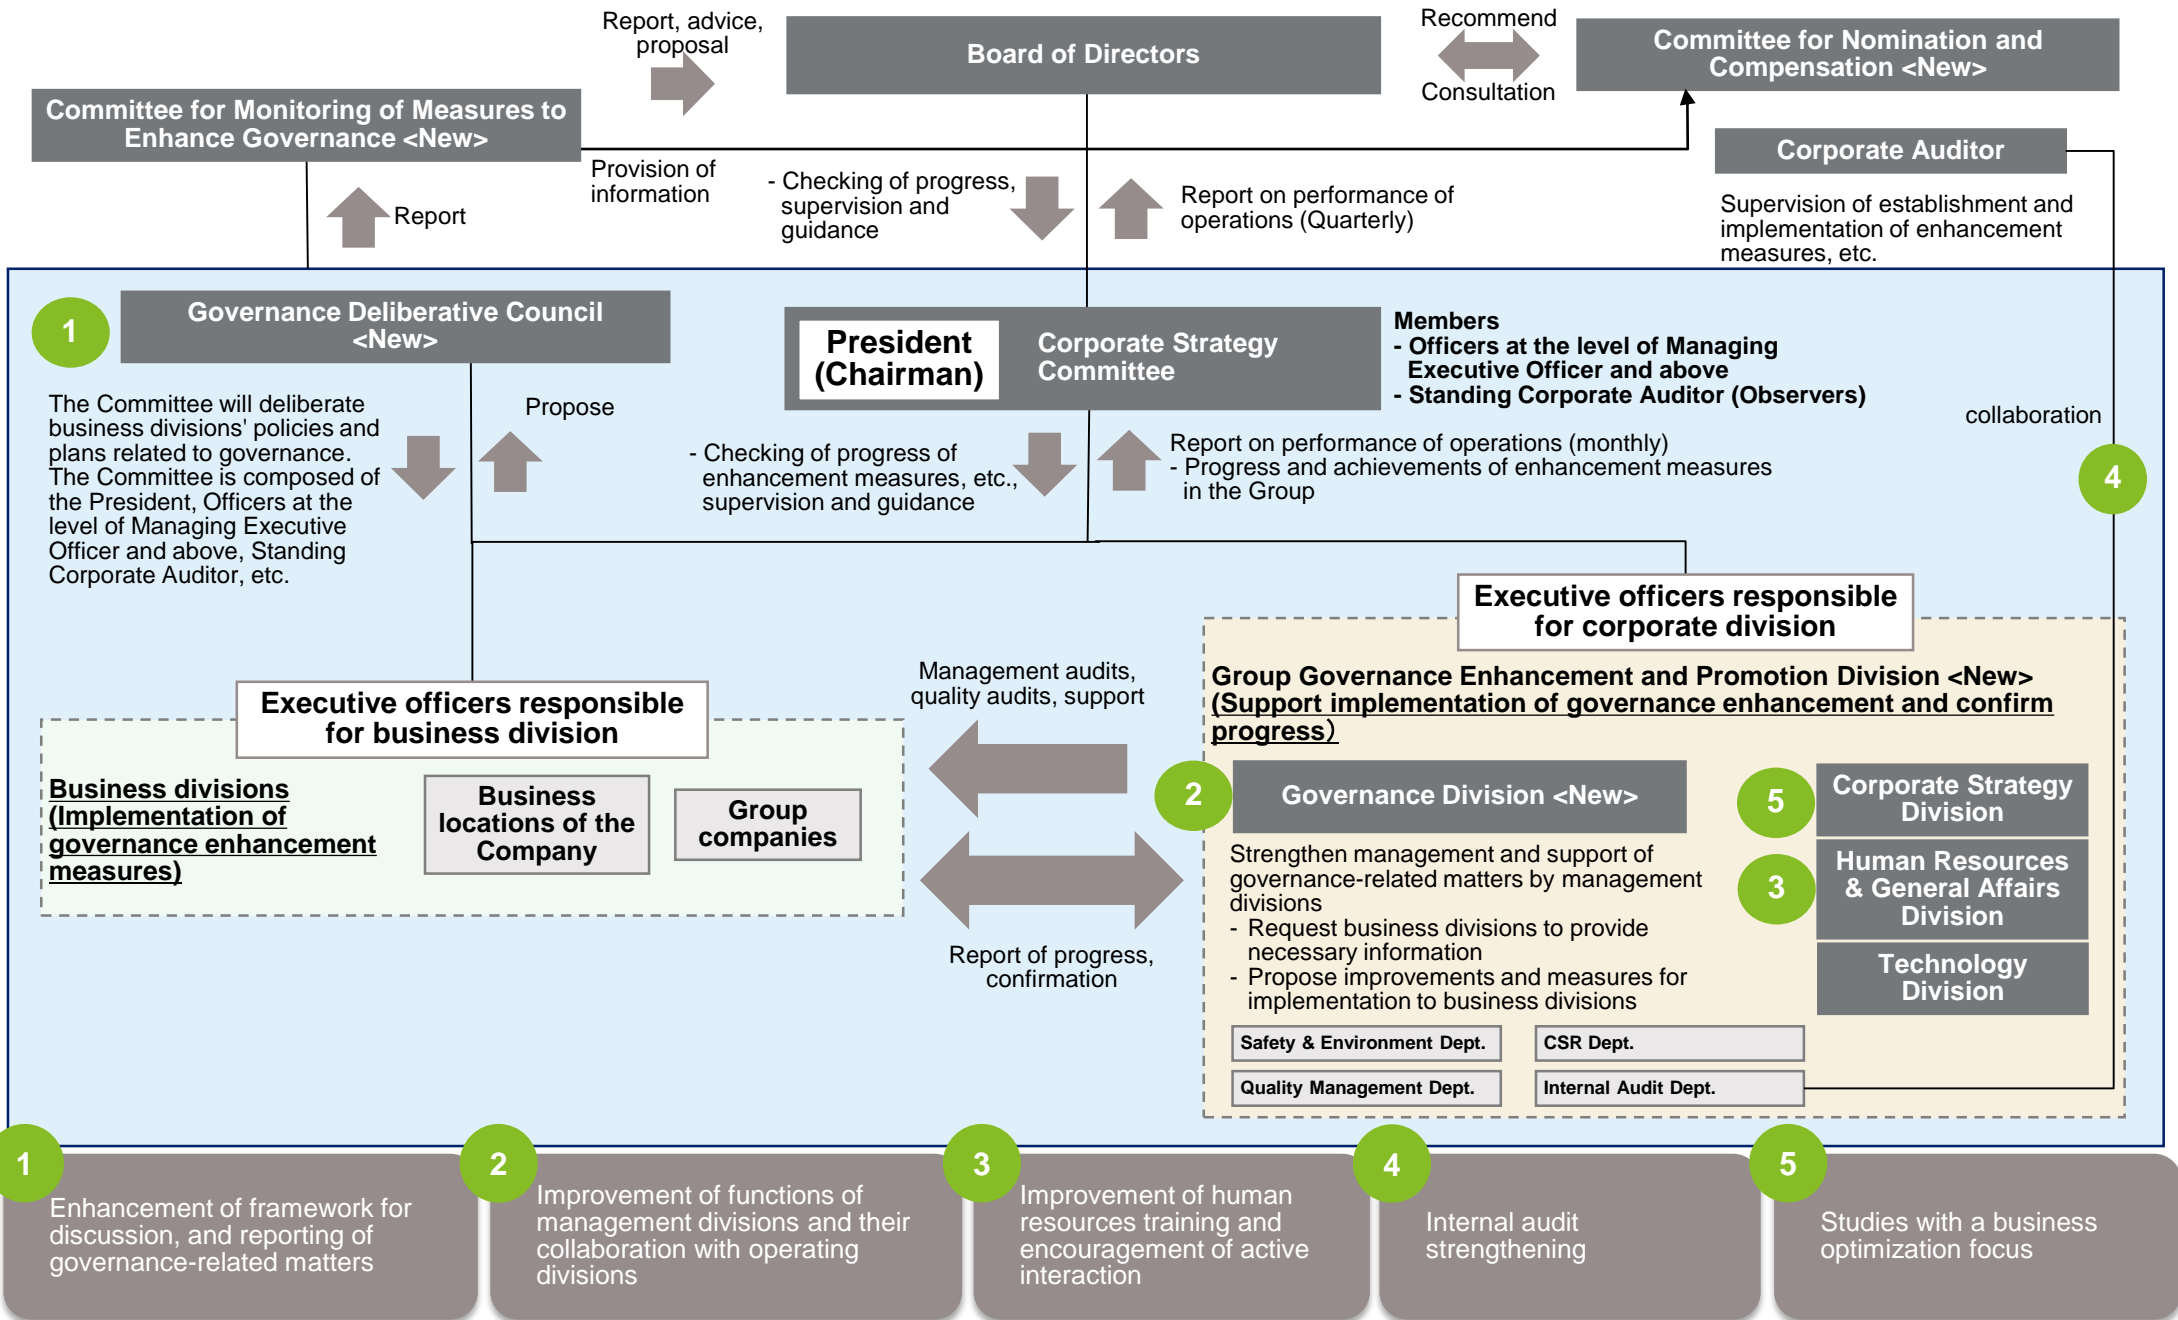 Report, advice,
proposal
Board of Directors
Recommend
Consultation
Committee for Nomination and
Compensation <New>
Committee for Monitoring of Measures to
Enhance Governance <New>
Corporate Auditor
Provision of
information
Report
- Checking of progress,
supervision and
guidance
Report on performance of
operations (Quarterly)
Supervision of establishment and
implementation of enhancement
measures, etc.
1
Governance Deliberative Council
<New>
President
(Chairman)
Corporate Strategy
Committee
Members
- Officers at the level of Managing
Executive Officer and above
- Standing Corporate Auditor (Observers)
The Committee will deliberate
business divisions' policies and
plans related to governance.
The Committee is composed of
the President, Officers at the
level of Managing Executive
Officer and above, Standing
Corporate Auditor, etc.
Propose
- Checking of progress of
enhancement measures, etc.,
supervision and guidance
Report on performance of operations (monthly)
- Progress and achievements of enhancement measures
in the Group
collaboration
4
Executive officers responsible
for corporate division
Executive officers responsible
for business division
Management audits,
quality audits, support
Group Governance Enhancement and Promotion Division <New>
(Support implementation of governance enhancement and confirm
progress）
Business divisions
(Implementation of
governance enhancement
measures)
Business
locations of the
Company
Group
companies
2
Governance Division <New>
5
Corporate Strategy
Division
Strengthen management and support of
governance-related matters by management
divisions
- Request business divisions to provide
necessary information
- Propose improvements and measures for
implementation to business divisions
3
Human Resources
& General Affairs
Division
Technology
Division
Report of progress,
confirmation
Safety & Environment Dept.
CSR Dept.
Quality Management Dept.
Internal Audit Dept.
1
Enhancement of framework for
discussion, and reporting of
governance-related matters
2
Improvement of functions of
management divisions and their
collaboration with operating
divisions
3
Improvement of human
resources training and
encouragement of active
interaction
4
Internal audit
strengthening
5
Studies with a business
optimization focus